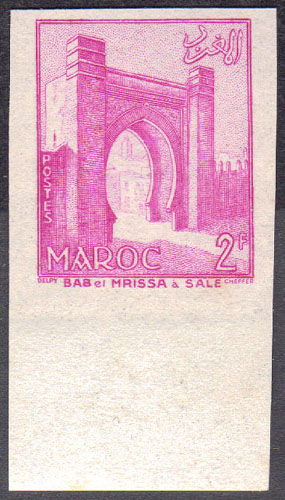 المغرب
POSTES
MAROC 2F
DELPY BAB el MRISSA à SALE CHEFFER